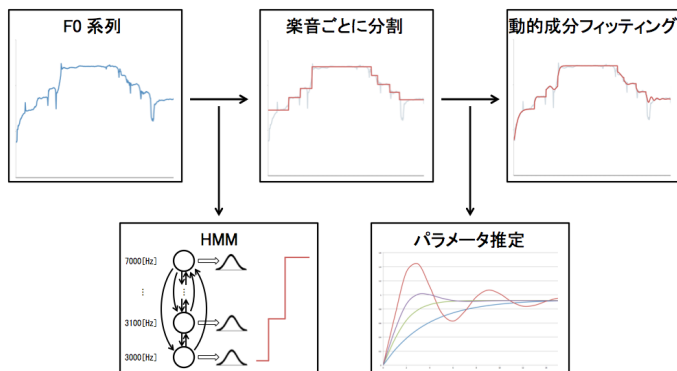 F0 系列
楽音ごとに分割
動的成分フィッティング
HMM
7000[Hz]
...
3100[Hz]
3000[Hz]
...
パラメータ推定